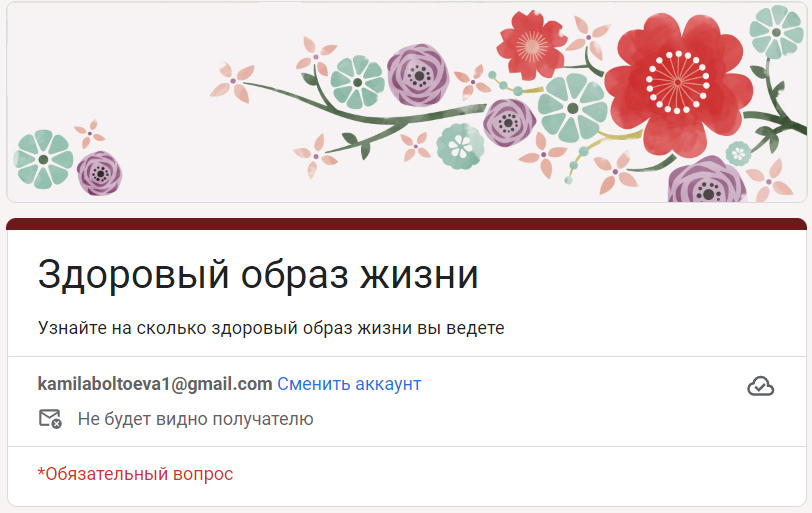 Здоровый образ жизни
Узнайте на сколько здоровый образ жизни вы ведете
kamilaboltoeva1@gmail.com Сменить аккаунт
Не будет видно получателю
*Обязательный вопрос